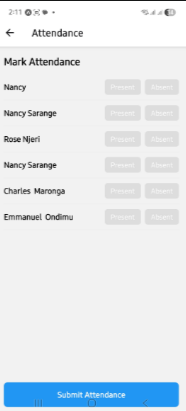 2:11
Attendance
Mark Attendance
Nancy Present Absent
Nancy Sarange Present Absent
Rose Njeri Present Absent
Nancy Sarange Present Absent
Charles Maronga Present Absent
Emmanuel Ondimu Present Absent
Submit Attendance